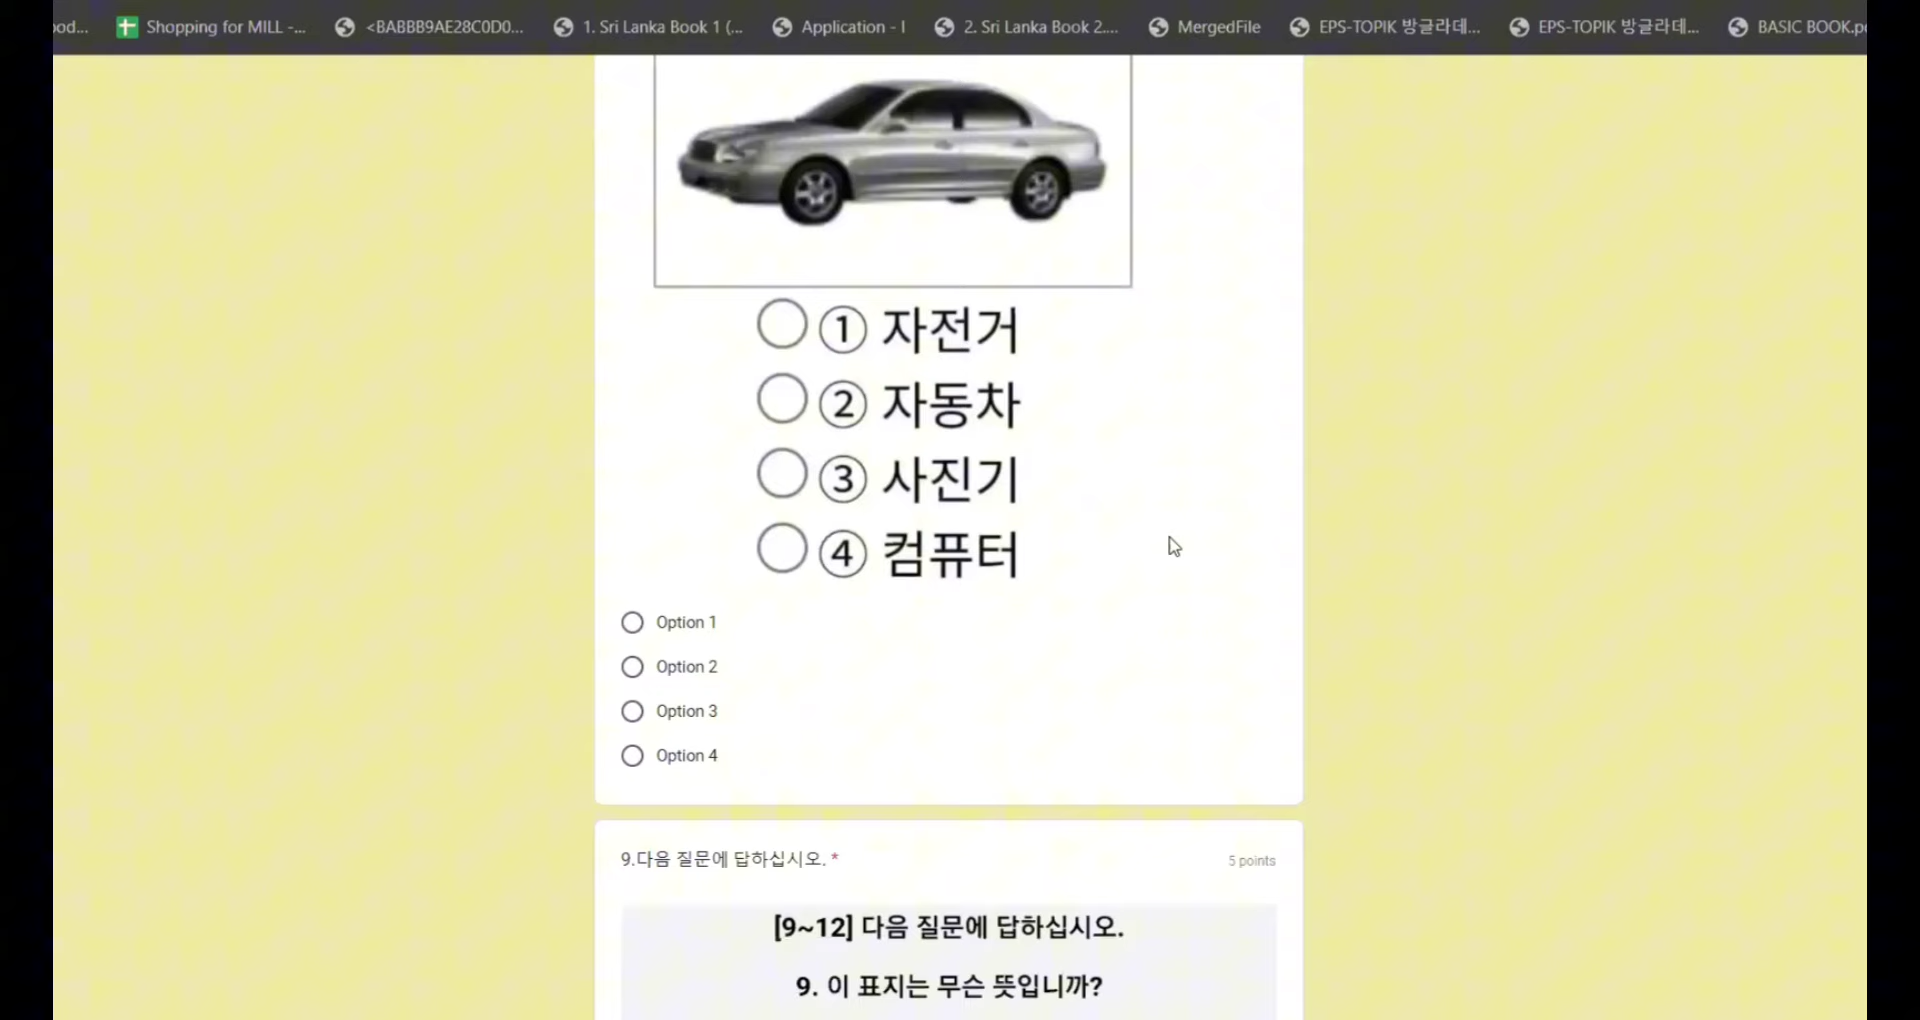 ood... Shopping for MILL -... <BABBB9AE28C0D0... 1. Sri Lanka Book 1 (... Application - I 2. Sri Lanka Book 2.... MergedFile EPS-TOPIK 방글라데... EPS-TOPIK 방글라데... BASIC BOOK.p
① 자전거
② 자동차
③ 사진기
④ 컴퓨터
Option 1
Option 2
Option 3
Option 4
9.다음 질문에 답하십시오. * 5 points
[9~12] 다음 질문에 답하십시오.
9. 이 표지는 무슨 뜻입니까?